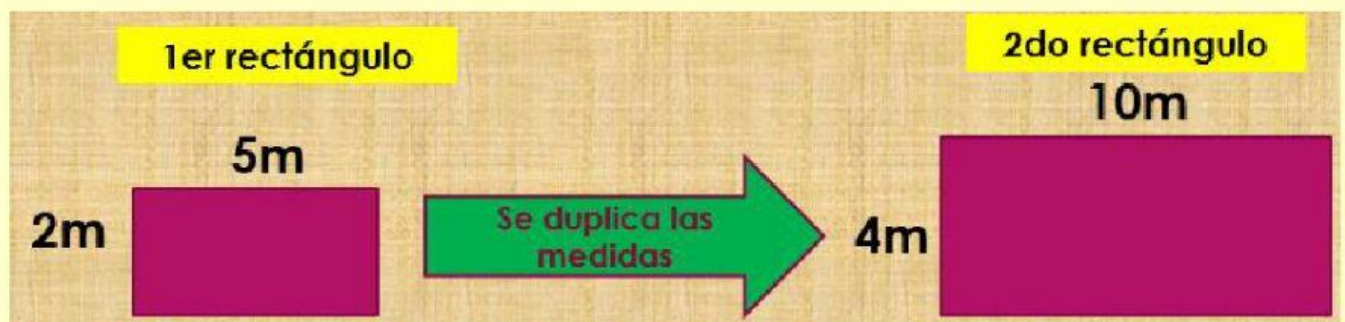 1er rectángulo
5m
2m
Se duplica las
medidas
2do rectángulo
10m
4m